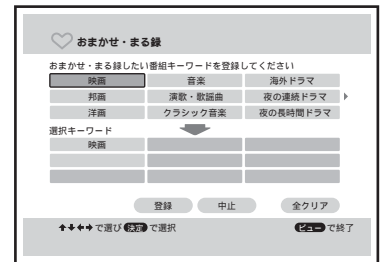 おまかせ・まる録
おまかせ・まる録したい番組キーワードを登録してください
映画 音楽 海外ドラマ
邦画 演歌・歌謡曲 夜の連続ドラマ
洋画 クラシック音楽 夜の長時間ドラマ
選択キーワード
映画
登録 中止 全クリア
↑↓←→で選び 決定 で選択 ビュー で終了